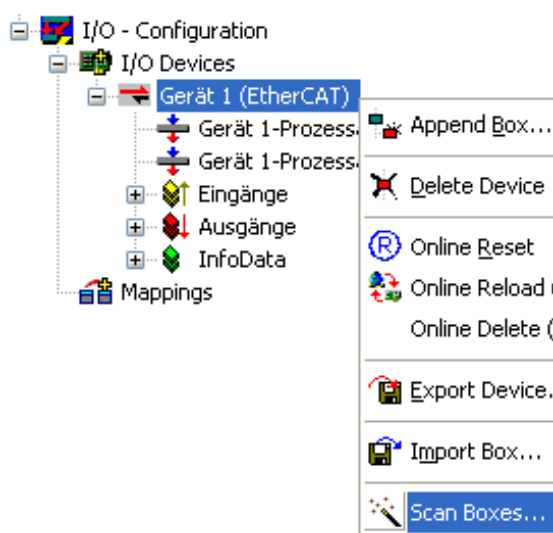 I/O - Configuration
I/O Devices
Gerät 1 (EtherCAT)
Gerät 1-Prozess
Gerät 1-Prozess
Eingänge
Ausgänge
InfoData
Mappings
Append Box...
Delete Device
Online Reset
Online Reload (
Online Delete (
Export Device.
Import Box...
Scan Boxes...